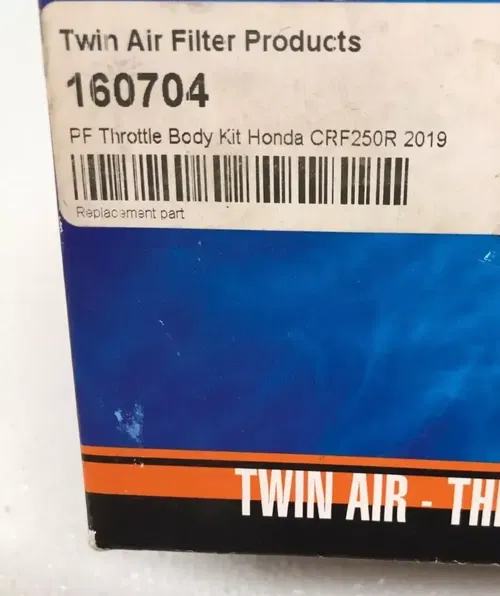 Twin Air Filter Products
160704
PF Throttle Body Kit Honda CRF250R 2019
Replacement part
TWIN AIR - TH